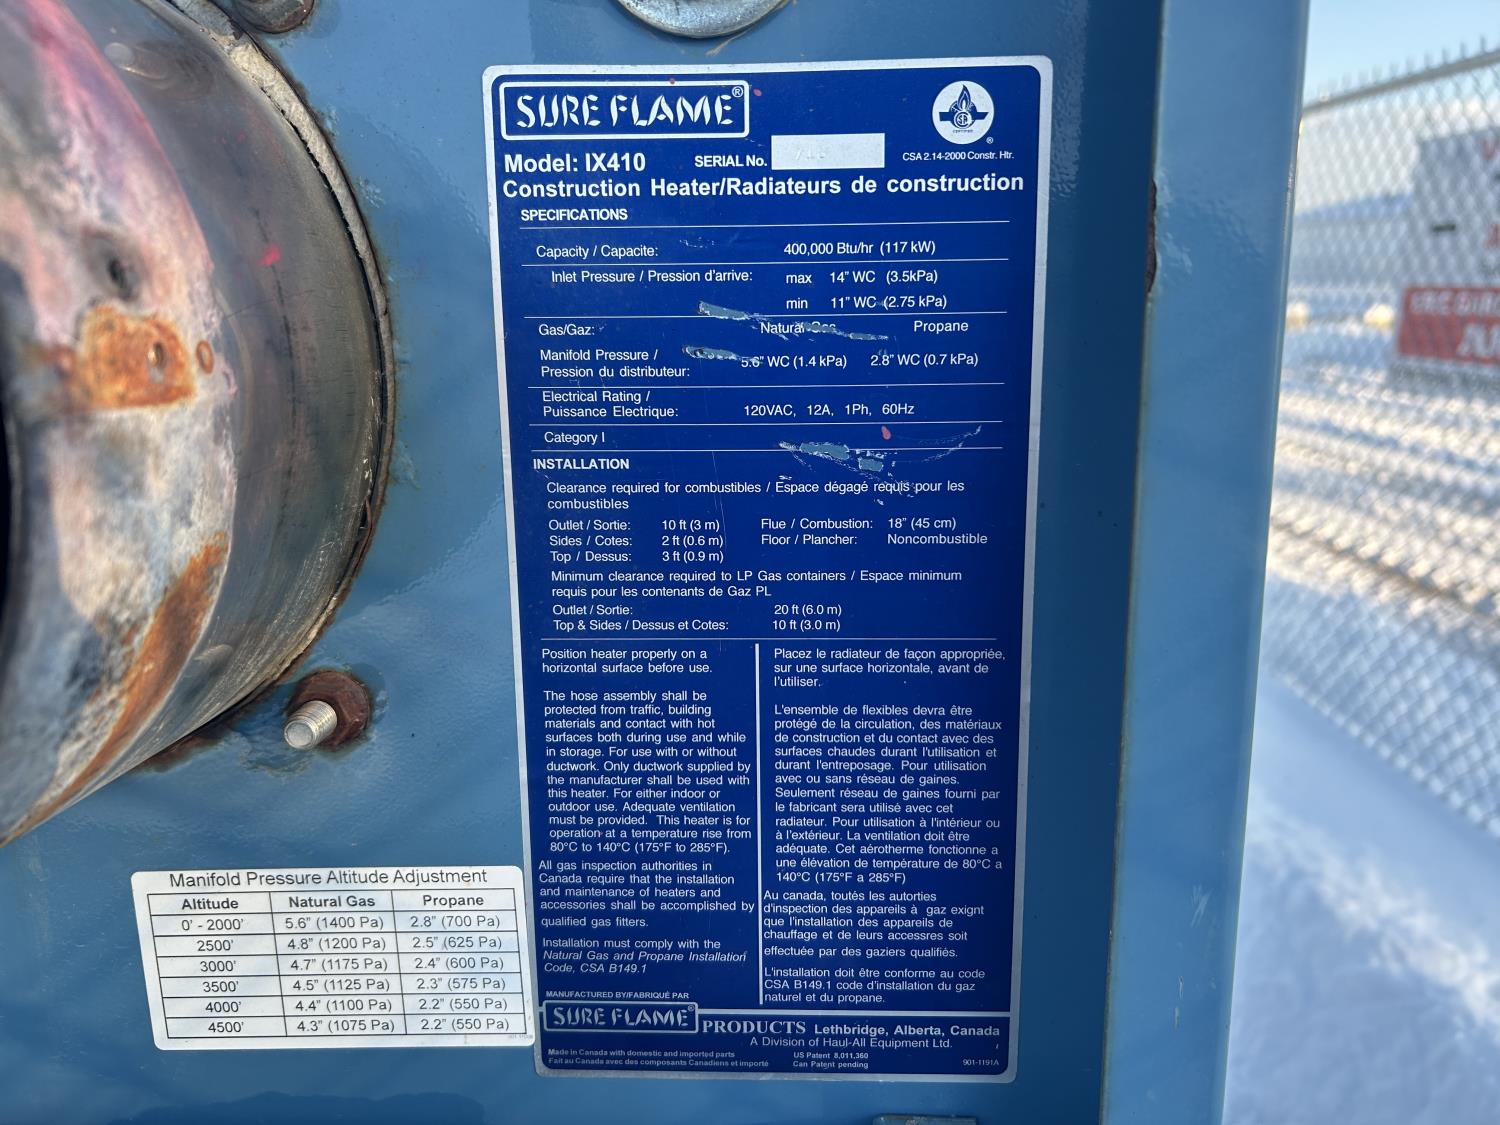 SURE FLAME®
CERTIFIED
®
Model: IX410 SERIAL No. CSA 2.14-2000 Constr. Htr.
Construction Heater/Radiateurs de construction
SPECIFICATIONS
Capacity / Capacite: 400,000 Btu/hr (117 kW)
Inlet Pressure / Pression d'arrive: max 14" WC (3.5kPa)
min 11" WC (2.75 kPa)
Gas/Gaz: Natural Gas Propane
Manifold Pressure /
Pression du distributeur: 5.6" WC (1.4 kPa) 2.8" WC (0.7 kPa)
Electrical Rating /
Puissance Electrique: 120VAC, 12A, 1Ph, 60Hz
Category I
INSTALLATION
Clearance required for combustibles / Espace dégagé requis pour les
combustibles
Outlet / Sortie: 10 ft (3 m) Flue / Combustion: 18" (45 cm)
Sides / Cotes: 2 ft (0.6 m) Floor / Plancher: Noncombustible
Top / Dessus: 3 ft (0.9 m)
Minimum clearance required to LP Gas containers / Espace minimum
requis pour les contenants de Gaz PL
Outlet / Sortie: 20 ft (6.0 m)
Top & Sides / Dessus et Cotes: 10 ft (3.0 m)
Position heater properly on a
horizontal surface before use.
The hose assembly shall be
protected from traffic, building
materials and contact with hot
surfaces both during use and while
in storage. For use with or without
ductwork. Only ductwork supplied by
the manufacturer shall be used with
this heater. For either indoor or
outdoor use. Adequate ventilation
must be provided. This heater is for
operation at a temperature rise from
80°C to 140°C (175°F to 285°F).
All gas inspection authorities in
Canada require that the installation
and maintenance of heaters and
accessories shall be accomplished by
qualified gas fitters.
Installation must comply with the
Natural Gas and Propane Installation
Code, CSA B149.1
Placez le radiateur de façon appropriée,
sur une surface horizontale, avant de
l'utiliser.
L'ensemble de flexibles devra être
protégé de la circulation, des matériaux
de construction et du contact avec des
surfaces chaudes durant l'utilisation et
durant l'entreposage. Pour utilisation
avec ou sans réseau de gaines.
Seulement réseau de gaines fourni par
le fabricant sera utilisé avec cet
radiateur. Pour utilisation à l'intérieur ou
à l'extérieur. La ventilation doit être
adéquate. Cet aérotherme fonctionne a
une élévation de température de 80°C a
140°C (175°F a 285°F)
Au canada, toutés les autorties
d'inspection des appareils à gaz exignt
que l'installation des appareils de
chauffage et de leurs accessres soit
effectuée par des gaziers qualifiés.
L'installation doit être conforme au code
CSA B149.1 code d'installation du gaz
naturel et du propane.
MANUFACTURED BY/FABRIQUÉ PAR
SURE FLAME® PRODUCTS Lethbridge, Alberta, Canada
A Division of Haul-All Equipment Ltd.
Made in Canada with domestic and imported parts US Patent 8,011,360
Fait au Canada avec des composants Canadiens et importé Can Patent pending 901-1191A
Manifold Pressure Altitude Adjustment
Altitude Natural Gas Propane
0' - 2000' 5.6" (1400 Pa) 2.8" (700 Pa)
2500' 4.8" (1200 Pa) 2.5" (625 Pa)
3000' 4.7" (1175 Pa) 2.4" (600 Pa)
3500' 4.5" (1125 Pa) 2.3" (575 Pa)
4000' 4.4" (1100 Pa) 2.2" (550 Pa)
4500' 4.3" (1075 Pa) 2.2" (550 Pa)